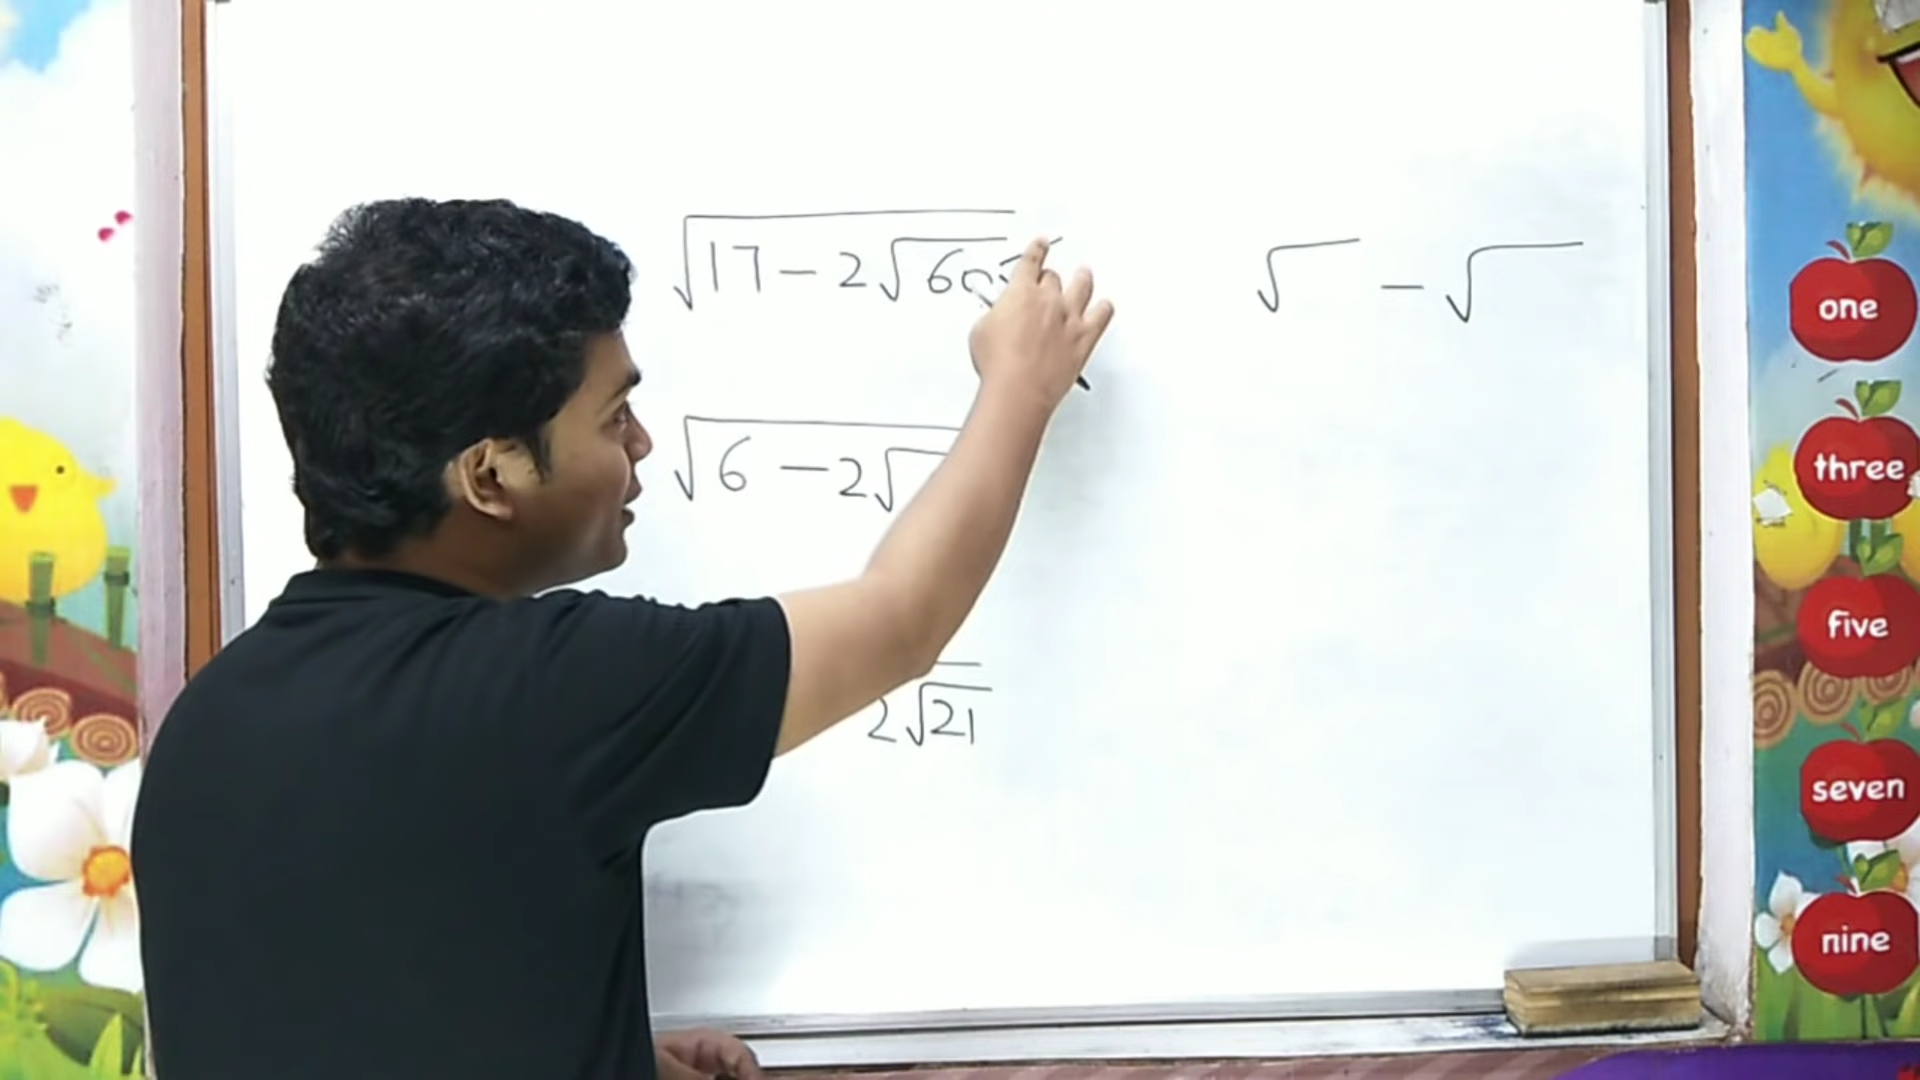 √17 – 2√60
√ – √
√6 – 2√
2√21
one
three
five
seven
nine